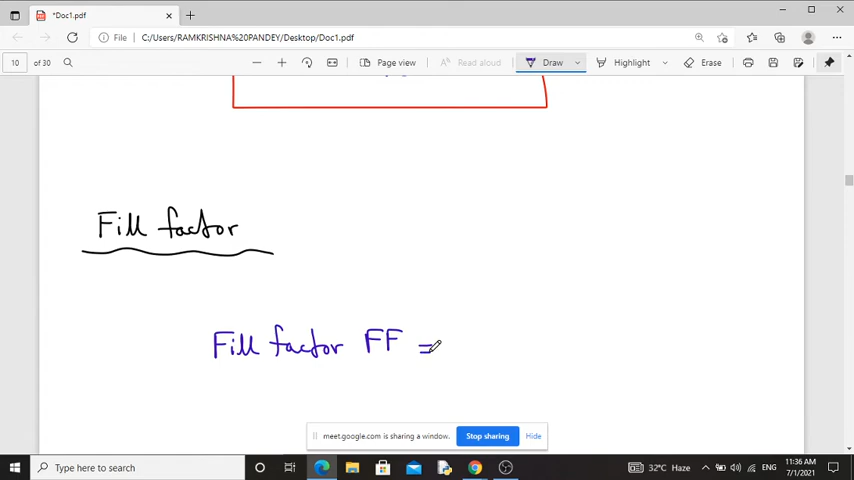 *Doc1.pdf
File
C:/Users/RAMKRISHNA%20PANDEY/Desktop/Doc1.pdf
10 of 30
Page view
Read aloud
Draw
Highlight
Erase
Fill factor
Fill factor FF =
meet.google.com is sharing a window.
Stop sharing
Hide
Type here to search
32°C Haze
ENG
11:36 AM
7/1/2021